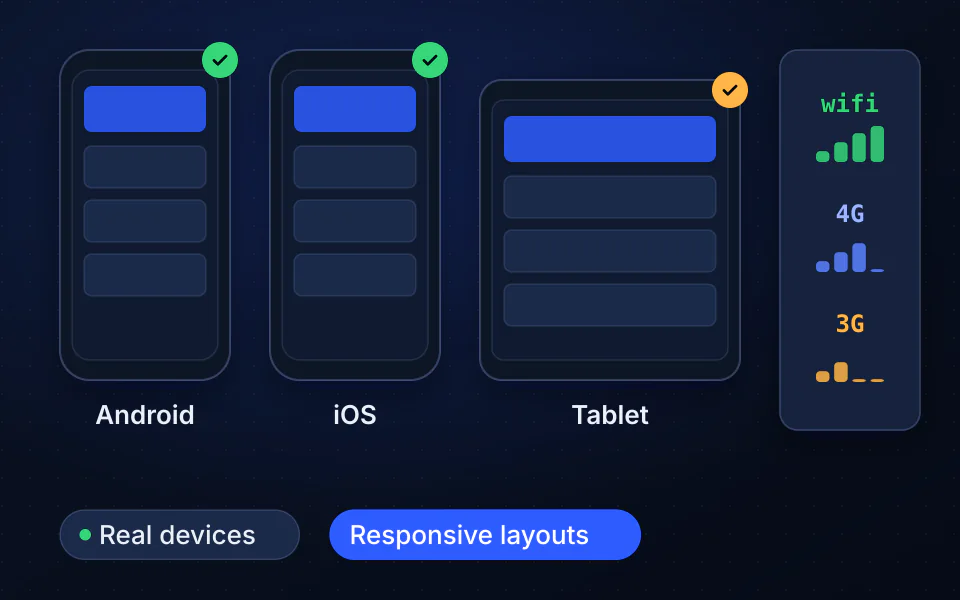 wifi
4G
3G
Android
iOS
Tablet
Real devices
Responsive layouts